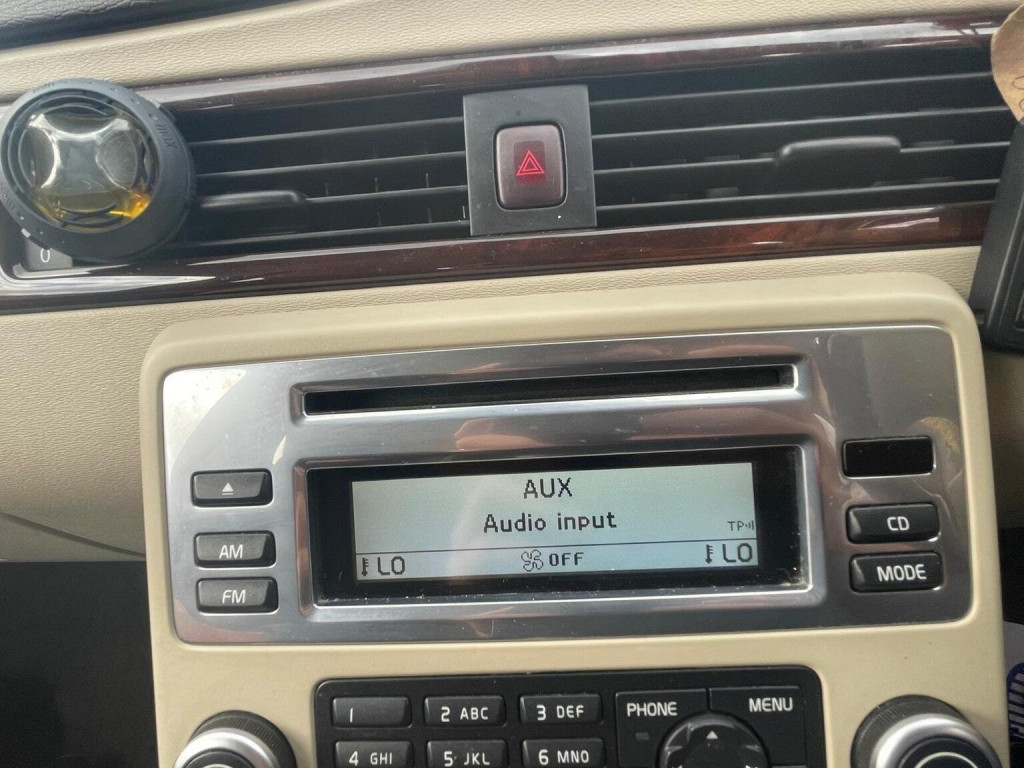 0
AUX
Audio input
TP
LO OFF LO
AM
FM
CD
MODE
1
2 ABC
3 DEF
4 GHI
5 JKL
6 MNO
PHONE
MENU